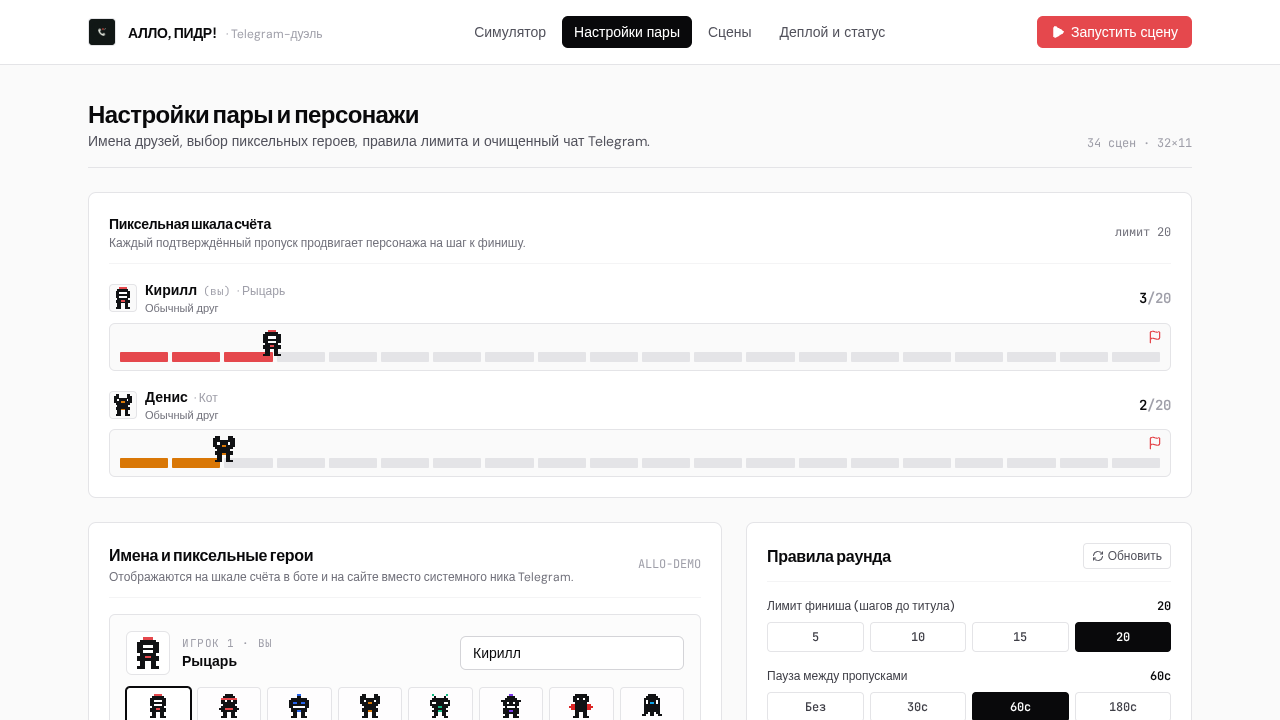 АЛЛО, ПИДР! · Telegram-дуэль
Симулятор
Настройки пары
Сцены
Деплой и статус
Запустить сцену
Настройки пары и персонажи
Имена друзей, выбор пиксельных героев, правила лимита и очищенный чат Telegram.
34 сцен · 32×11
Пиксельная шкала счёта
Каждый подтверждённый пропуск продвигает персонажа на шаг к финишу.
лимит 20
Кирилл (вы) · Рыцарь
Обычный друг
3/20
Денис · Кот
Обычный друг
2/20
Имена и пиксельные герои
Отображаются на шкале счёта в боте и на сайте вместо системного ника Telegram.
ALLO-DEMO
ИГРОК 1 · ВЫ
Рыцарь
Кирилл
Правила раунда
Обновить
Лимит финиша (шагов до титула)
20
5
10
15
20
Пауза между пропусками
60с
Без
30с
60с
180с